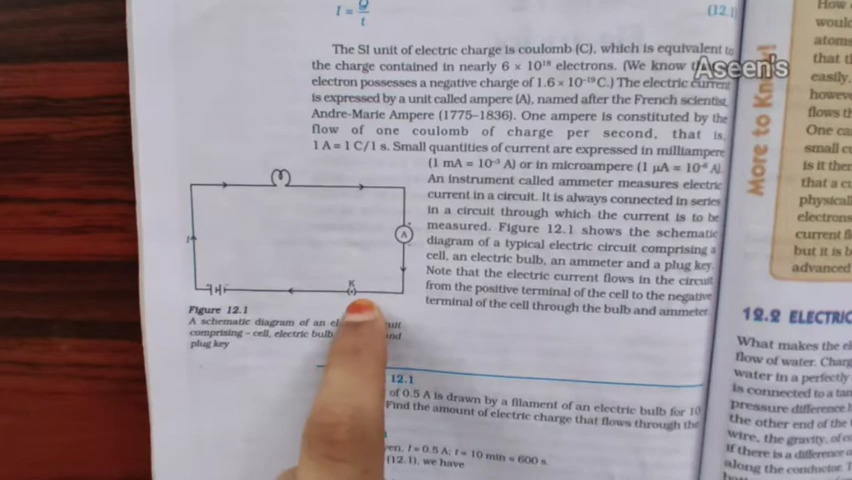 I = Q
t
(12.1)
The SI unit of electric charge is coulomb (C), which is equivalent to
the charge contained in nearly 6 × 10¹⁸ electrons. (We know
electron possesses a negative charge of 1.6 × 10⁻¹⁹ C.) The electric current
is expressed by a unit called ampere (A), named after the French scientist,
Andre-Marie Ampere (1775–1836). One ampere is constituted by the
flow of one coulomb of charge per second, that is,
1 A = 1 C/1 s. Small quantities of current are expressed in milliampere
(1 mA = 10⁻³ A) or in microampere (1 μA = 10⁻⁶ A).
An instrument called ammeter measures electric
current in a circuit. It is always connected in series
in a circuit through which the current is to be
measured. Figure 12.1 shows the schematic
diagram of a typical electric circuit comprising a
cell, an electric bulb, an ammeter and a plug key.
Note that the electric current flows in the circuit
from the positive terminal of the cell to the negative
terminal of the cell through the bulb and ammeter.
A
K
Figure 12.1
A schematic diagram of an
comprising – cell, electric bulb and
plug key
12.1
of 0.5 A is drawn by a filament of an electric bulb for 10
Find the amount of electric charge that flows through the
I = 0.5 A; t = 10 min = 600 s.
(12.1), we have
Aseen's
More to Know!
How
would
atoms
that
easily.
flows
One
small
is it
that a
physical
electrons
current
but it is
advanced
12.2 ELECTRIC
What makes the
flow of water.
water in a perfectly
is connected to a
pressure difference
the other end of the
wire, the gravity, of
if there is a difference
along the conductor.